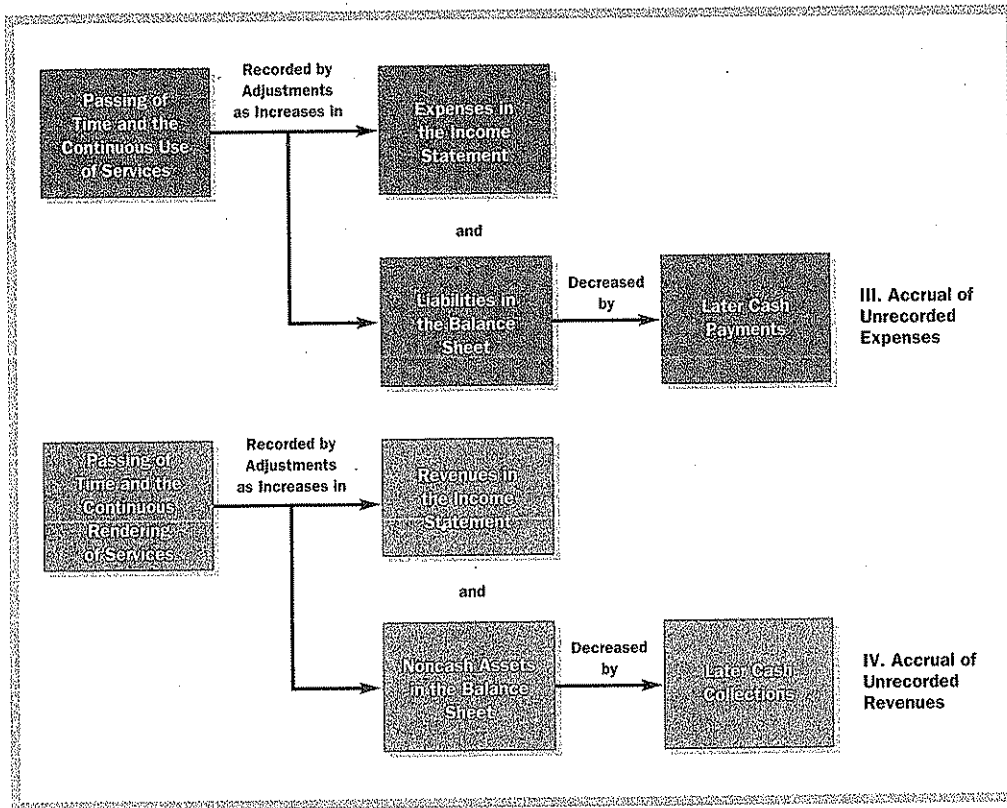 Passing of
Time and the
Continuous Use
of Services
Recorded by
Adjustments
as Increases in
Expenses in
the Income
Statement
and
Liabilities in
the Balance
Sheet
Decreased
by
Later Cash
Payments
III. Accrual of
Unrecorded
Expenses
Passing of
Time and the
Continuous
Rendering
of Services
Recorded by
Adjustments
as Increases in
Revenues in
the Income
Statement
and
Noncash Assets
in the Balance
Sheet
Decreased
by
Later Cash
Collections
IV. Accrual of
Unrecorded
Revenues